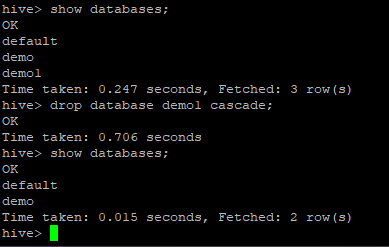 hive> show databases;
OK
default
demo
demo1
Time taken: 0.247 seconds, Fetched: 3 row(s)
hive> drop database demo1 cascade;
OK
Time taken: 0.706 seconds
hive> show databases;
OK
default
demo
Time taken: 0.015 seconds, Fetched: 2 row(s)
hive>